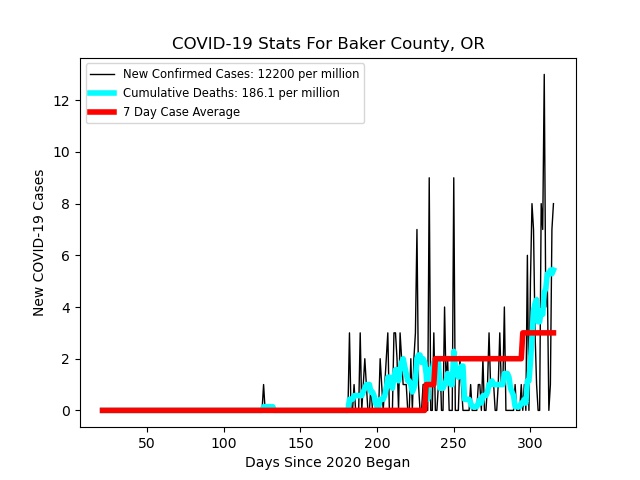 COVID-19 Stats For Baker County, OR
New Confirmed Cases: 12200 per million
Cumulative Deaths: 186.1 per million
7 Day Case Average
New COVID-19 Cases
12
10
8
6
4
2
0
50 100 150 200 250 300
Days Since 2020 Began